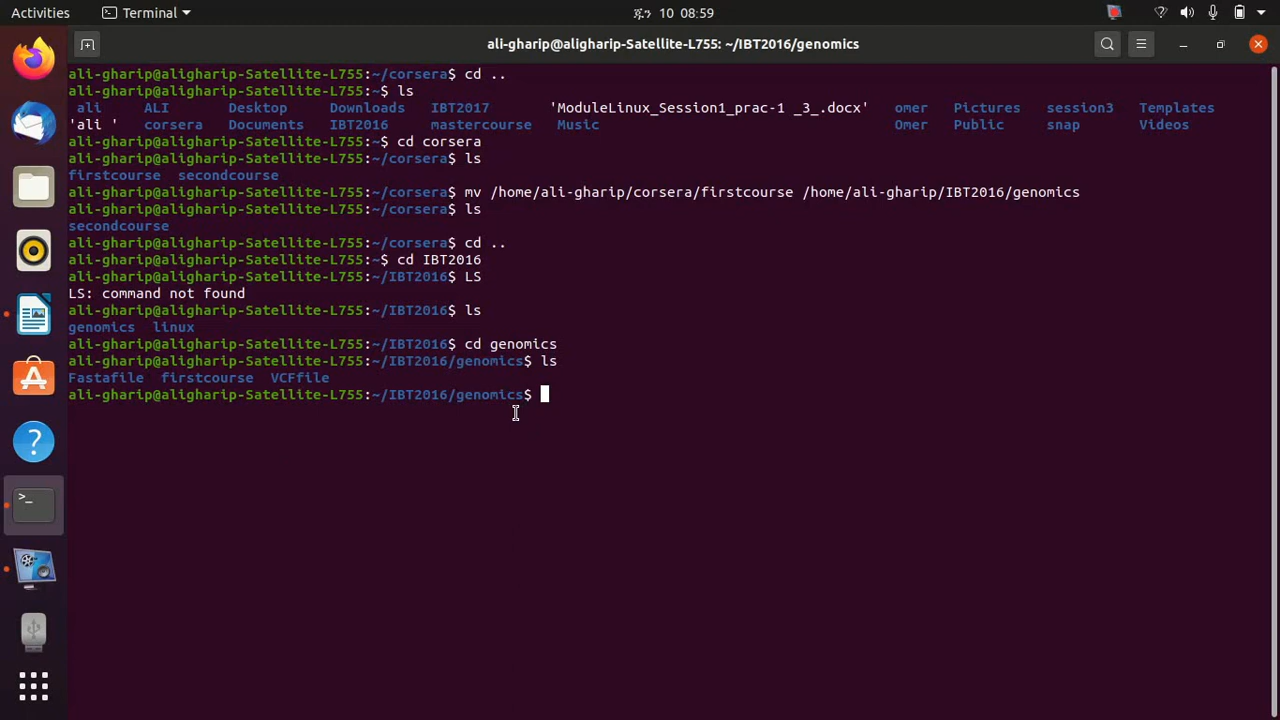 Activities Terminal 10 08:59
ali-gharip@aligharip-Satellite-L755: ~/IBT2016/genomics
ali-gharip@aligharip-Satellite-L755:~/corsera$ cd ..
ali-gharip@aligharip-Satellite-L755:~$ ls
ali ALI Desktop Downloads IBT2017 'ModuleLinux_Session1_prac-1 _3_.docx' omer Pictures session3 Templates
'ali ' corsera Documents IBT2016 mastercourse Music Omer Public snap Videos
ali-gharip@aligharip-Satellite-L755:~$ cd corsera
ali-gharip@aligharip-Satellite-L755:~/corsera$ ls
firstcourse secondcourse
ali-gharip@aligharip-Satellite-L755:~/corsera$ mv /home/ali-gharip/corsera/firstcourse /home/ali-gharip/IBT2016/genomics
ali-gharip@aligharip-Satellite-L755:~/corsera$ ls
secondcourse
ali-gharip@aligharip-Satellite-L755:~/corsera$ cd ..
ali-gharip@aligharip-Satellite-L755:~$ cd IBT2016
ali-gharip@aligharip-Satellite-L755:~/IBT2016$ LS
LS: command not found
ali-gharip@aligharip-Satellite-L755:~/IBT2016$ ls
genomics linux
ali-gharip@aligharip-Satellite-L755:~/IBT2016$ cd genomics
ali-gharip@aligharip-Satellite-L755:~/IBT2016/genomics$ ls
Fastafile firstcourse VCFfile
ali-gharip@aligharip-Satellite-L755:~/IBT2016/genomics$